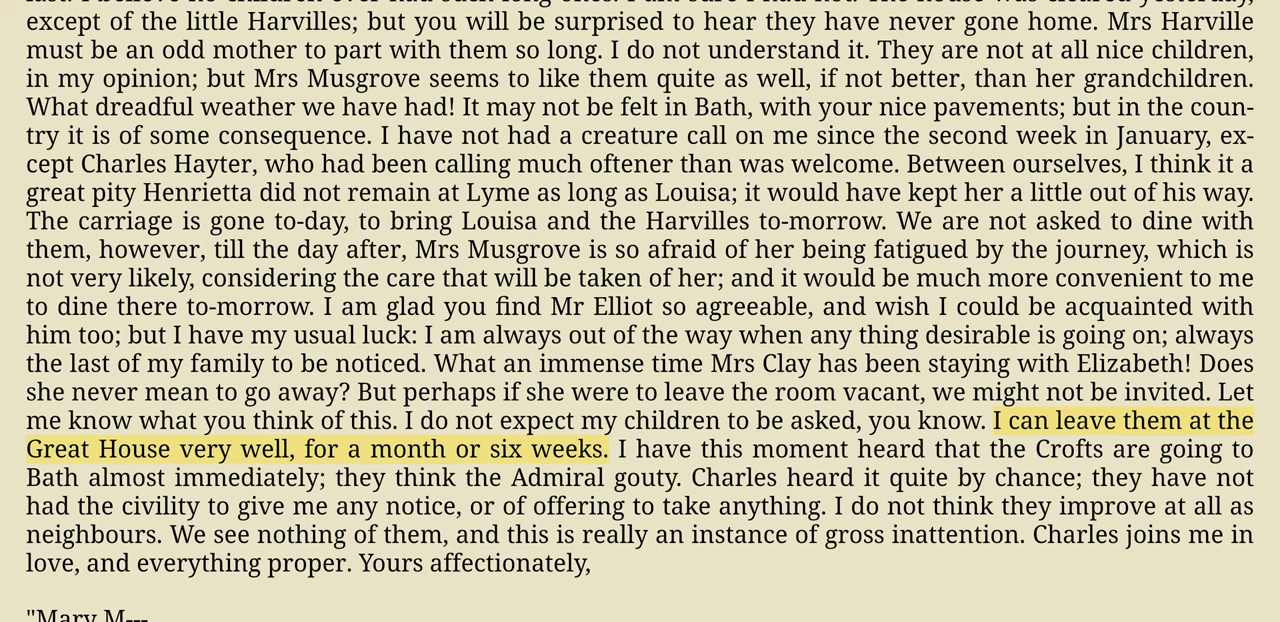 last. I believe no children ever had such long ones. I am sure I had not. The house was cleared yesterday,
except of the little Harvilles; but you will be surprised to hear they have never gone home. Mrs Harville
must be an odd mother to part with them so long. I do not understand it. They are not at all nice children,
in my opinion; but Mrs Musgrove seems to like them quite as well, if not better, than her grandchildren.
What dreadful weather we have had! It may not be felt in Bath, with your nice pavements; but in the coun-
try it is of some consequence. I have not had a creature call on me since the second week in January, ex-
cept Charles Hayter, who had been calling much oftener than was welcome. Between ourselves, I think it a
great pity Henrietta did not remain at Lyme as long as Louisa; it would have kept her a little out of his way.
The carriage is gone to-day, to bring Louisa and the Harvilles to-morrow. We are not asked to dine with
them, however, till the day after, Mrs Musgrove is so afraid of her being fatigued by the journey, which is
not very likely, considering the care that will be taken of her; and it would be much more convenient to me
to dine there to-morrow. I am glad you find Mr Elliot so agreeable, and wish I could be acquainted with
him too; but I have my usual luck: I am always out of the way when any thing desirable is going on; always
the last of my family to be noticed. What an immense time Mrs Clay has been staying with Elizabeth! Does
she never mean to go away? But perhaps if she were to leave the room vacant, we might not be invited. Let
me know what you think of this. I do not expect my children to be asked, you know. I can leave them at the
Great House very well, for a month or six weeks. I have this moment heard that the Crofts are going to
Bath almost immediately; they think the Admiral gouty. Charles heard it quite by chance; they have not
had the civility to give me any notice, or of offering to take anything. I do not think they improve at all as
neighbours. We see nothing of them, and this is really an instance of gross inattention. Charles joins me in
love, and everything proper. Yours affectionately,
"Mary M---